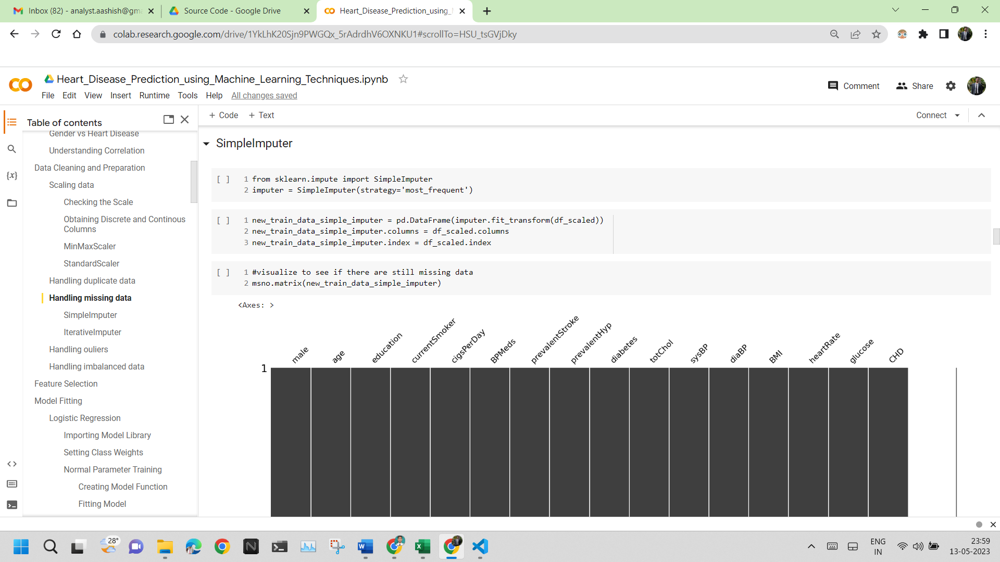 Inbox (82) - analyst.aashish@gm
Source Code - Google Drive
Heart_Disease_Prediction_using_
colab.research.google.com/drive/1YkLhK20Sjn9PWGQx_5rAdrdhV6OXNKU1#scrollTo=HSU_tsGVjDky
Heart_Disease_Prediction_using_Machine_Learning_Techniques.ipynb
Comment
Share
File Edit View Insert Runtime Tools Help All changes saved
Table of contents
+ Code + Text
Connect
Gender vs Heart Disease
Understanding Correlation
Data Cleaning and Preparation
Scaling data
Checking the Scale
Obtaining Discrete and Continous
Columns
MinMaxScaler
StandardScaler
Handling duplicate data
Handling missing data
SimpleImputer
IterativeImputer
Handling ouliers
Handling imbalanced data
Feature Selection
Model Fitting
Logistic Regression
Importing Model Library
Setting Class Weights
Normal Parameter Training
Creating Model Function
Fitting Model
SimpleImputer
[ ] 1 from sklearn.impute import SimpleImputer
2 imputer = SimpleImputer(strategy='most_frequent')
[ ] 1 new_train_data_simple_imputer = pd.DataFrame(imputer.fit_transform(df_scaled))
2 new_train_data_simple_imputer.columns = df_scaled.columns
3 new_train_data_simple_imputer.index = df_scaled.index
[ ] 1 #visualize to see if there are still missing data
2 msno.matrix(new_train_data_simple_imputer)
<Axes: >
male age education currentSmoker cigsPerDay BPMeds prevalentStroke prevalentHyp diabetes totChol sysBP diaBP BMI heartRate glucose CHD
1
28°
ENG
IN
23:59
13-05-2023